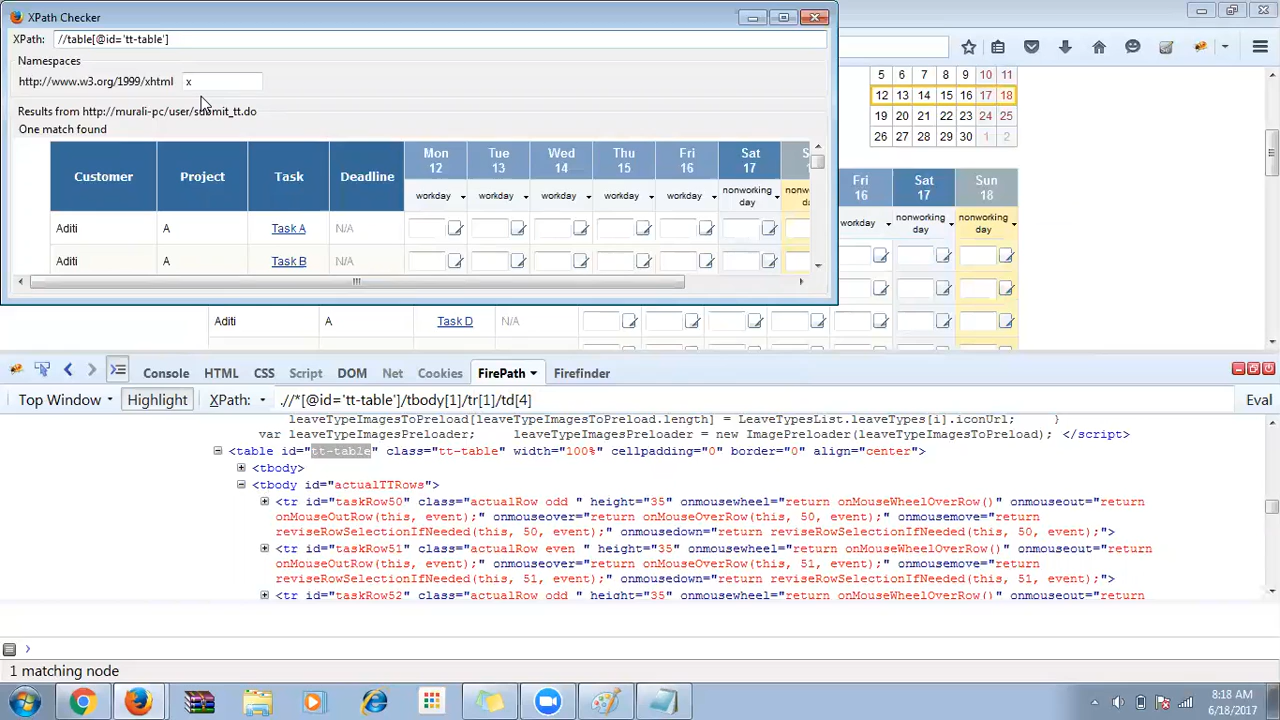 XPath Checker
XPath: //table[@id='tt-table']
Namespaces
http://www.w3.org/1999/xhtml x
Results from http://murali-pc/user/submit_tt.do
One match found
Customer Project Task Deadline Mon 12 Tue 13 Wed 14 Thu 15 Fri 16 Sat 17 S 1
workday workday workday workday workday nonworking day nonw d
Aditi A Task A N/A
Aditi A Task B N/A
5 6 7 8 9 10 11
12 13 14 15 16 17 18
19 20 21 22 23 24 25
26 27 28 29 30 1 2
Fri 16 Sat 17 Sun 18
workday nonworking day nonworking day
Aditi A Task D N/A
Console HTML CSS Script DOM Net Cookies FirePath Firefinder
Top Window Highlight XPath: .//*[@id='tt-table']/tbody[1]/tr[1]/td[4] Eval
leaveTypeImagesToPreload[leaveTypeImagesToPreload.length] = LeaveTypesList.leaveTypes[i].iconUrl; }
var leaveTypeImagesPreloader; leaveTypeImagesPreloader = new ImagePreloader(leaveTypeImagesToPreload); </script>
<table id="tt-table" class="tt-table" width="100%" cellpadding="0" border="0" align="center">
<tbody>
<tbody id="actualTTRows">
<tr id="taskRow50" class="actualRow odd " height="35" onmousewheel="return onMouseWheelOverRow()" onmouseout="return
onMouseOutRow(this, event);" onmouseover="return onMouseOverRow(this, 50, event);" onmousemove="return
reviseRowSelectionIfNeeded(this, 50, event);" onmousedown="return reviseRowSelectionIfNeeded(this, 50, event);">
<tr id="taskRow51" class="actualRow even " height="35" onmousewheel="return onMouseWheelOverRow()" onmouseout="return
onMouseOutRow(this, event);" onmouseover="return onMouseOverRow(this, 51, event);" onmousemove="return
reviseRowSelectionIfNeeded(this, 51, event);" onmousedown="return reviseRowSelectionIfNeeded(this, 51, event);">
<tr id="taskRow52" class="actualRow odd " height="35" onmousewheel="return onMouseWheelOverRow()" onmouseout="return
1 matching node
8:18 AM
6/18/2017